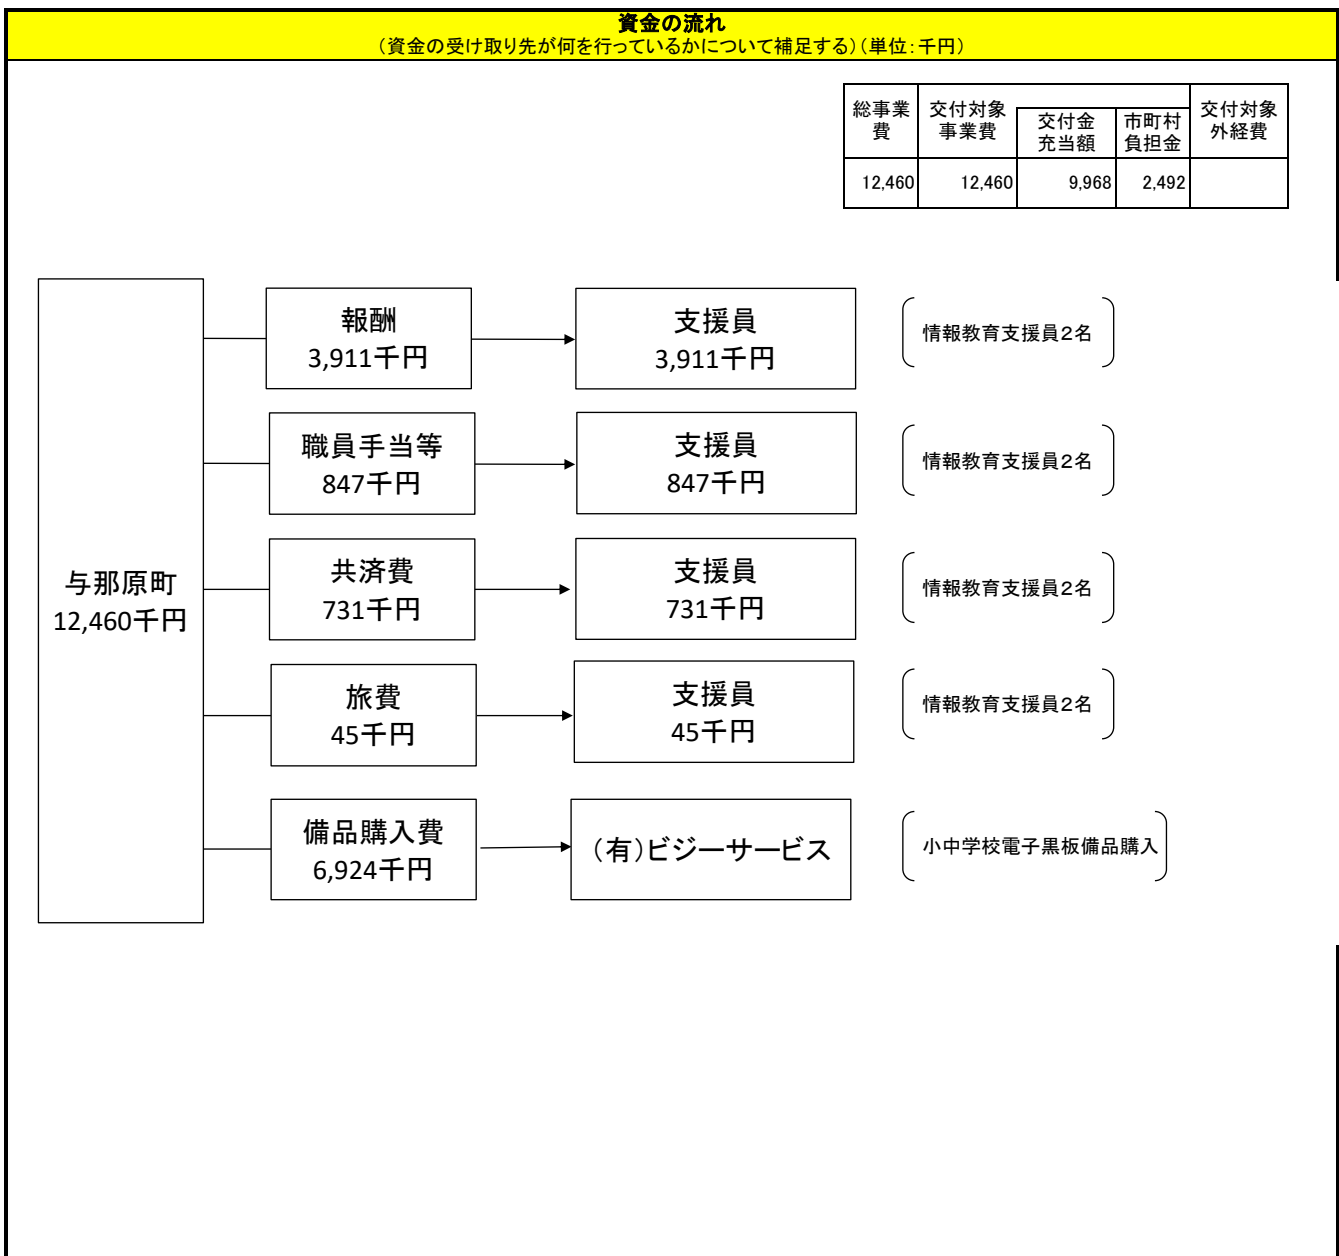 資金の流れ
（資金の受け取り先が何を行っているかについて補足する）（単位：千円）
総事業費
交付対象事業費
交付金充当額
市町村負担金
交付対象外経費
12,460
12,460
9,968
2,492
与那原町
12,460千円
報酬
3,911千円
支援員
3,911千円
情報教育支援員2名
職員手当等
847千円
支援員
847千円
情報教育支援員2名
共済費
731千円
支援員
731千円
情報教育支援員2名
旅費
45千円
支援員
45千円
情報教育支援員2名
備品購入費
6,924千円
（有）ビジーサービス
小中学校電子黒板備品購入